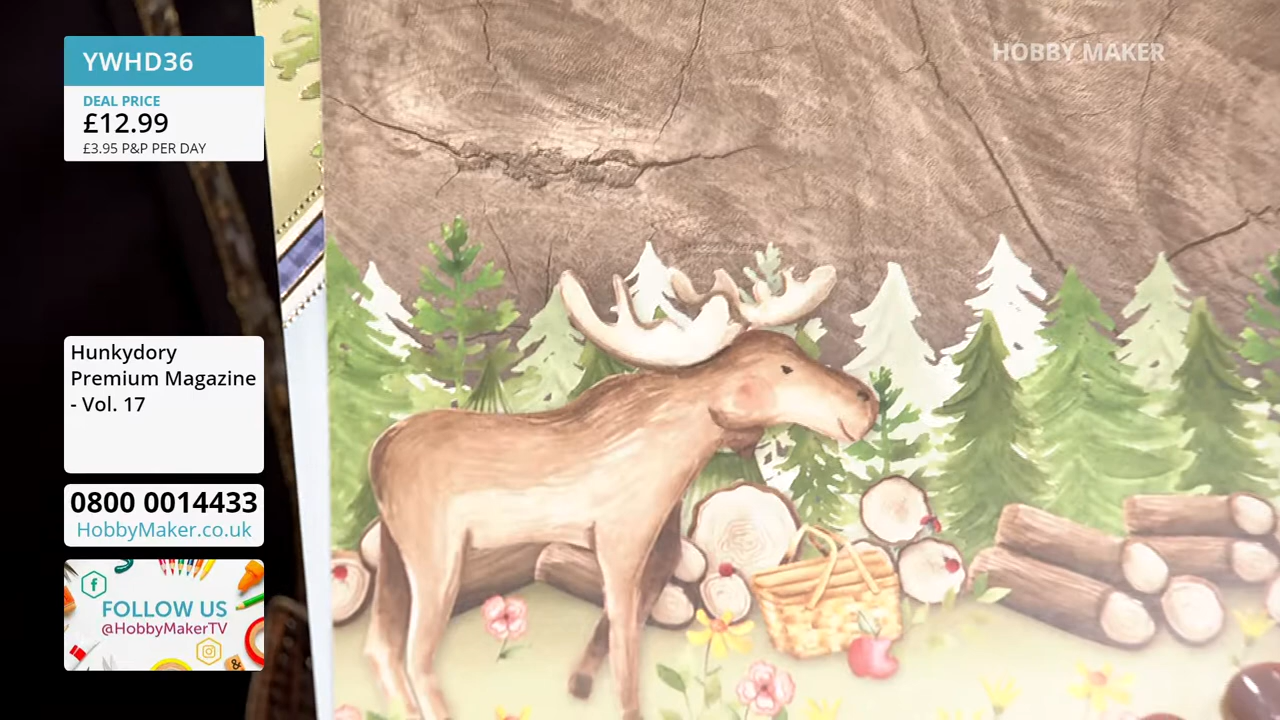 YWHD36
DEAL PRICE
£12.99
£3.95 P&P PER DAY
Hunkydory
Premium Magazine
- Vol. 17
0800 0014433
HobbyMaker.co.uk
FOLLOW US
@HobbyMakerTV
&
HOBBY MAKER